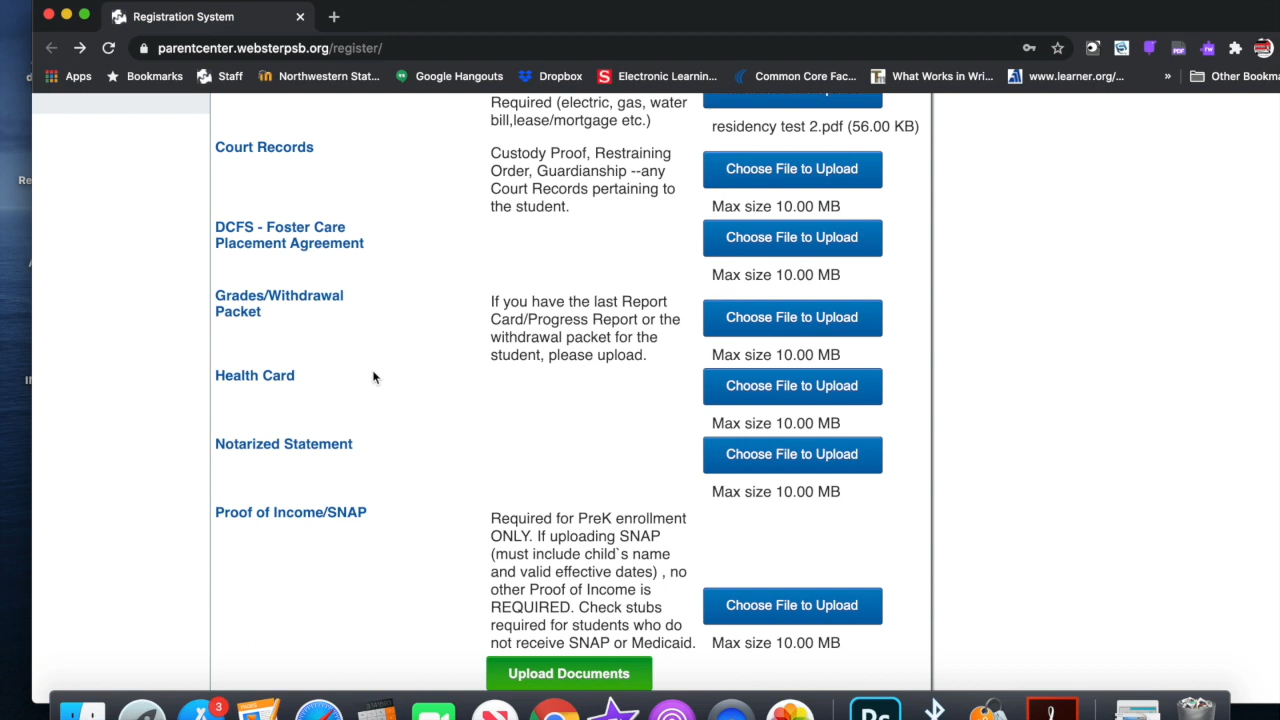 Registration System
parentcenter.websterpsb.org/register/
Apps
Bookmarks
Staff
Northwestern Stat...
Google Hangouts
Dropbox
Electronic Learnin...
Common Core Fac...
What Works in Wri...
www.learner.org/...
»
Other Bookma
Required (electric, gas, water
bill,lease/mortgage etc.)
residency test 2.pdf (56.00 KB)
Court Records
Custody Proof, Restraining
Order, Guardianship --any
Court Records pertaining to
the student.
Choose File to Upload
Max size 10.00 MB
DCFS - Foster Care
Placement Agreement
Choose File to Upload
Max size 10.00 MB
Grades/Withdrawal
Packet
If you have the last Report
Card/Progress Report or the
withdrawal packet for the
student, please upload.
Choose File to Upload
Max size 10.00 MB
Health Card
Choose File to Upload
Max size 10.00 MB
Notarized Statement
Choose File to Upload
Max size 10.00 MB
Proof of Income/SNAP
Required for PreK enrollment
ONLY. If uploading SNAP
(must include child`s name
and valid effective dates) , no
other Proof of Income is
REQUIRED. Check stubs
required for students who do
not receive SNAP or Medicaid.
Choose File to Upload
Max size 10.00 MB
Upload Documents
3